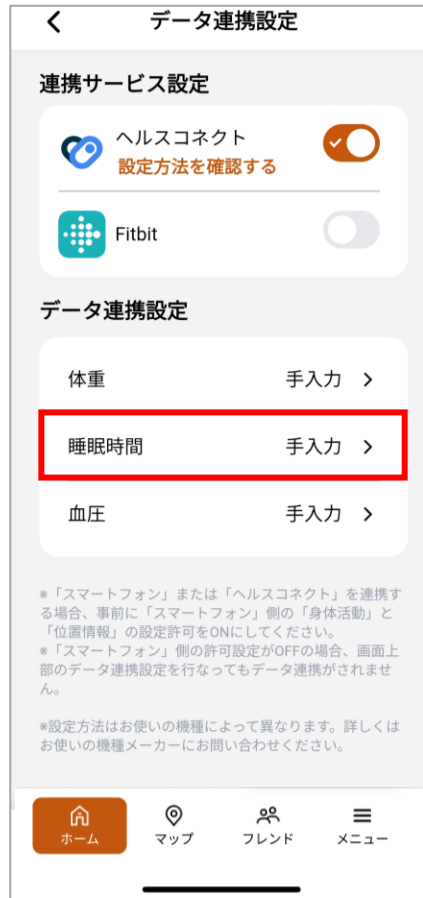 データ連携設定
連携サービス設定
ヘルスコネクト
設定方法を確認する
Fitbit
データ連携設定
体重 手入力
睡眠時間 手入力
血圧 手入力
※「スマートフォン」または「ヘルスコネクト」を連携す
る場合、事前に「スマートフォン」側の「身体活動」と
「位置情報」の設定許可をONにしてください。
※「スマートフォン」側の許可設定がOFFの場合、画面上
部のデータ連携設定を行なってもデータ連携がされませ
ん。
※設定方法はお使いの機種によって異なります。詳しくは
お使いの機種メーカーにお問い合わせください。
ホーム マップ フレンド メニュー